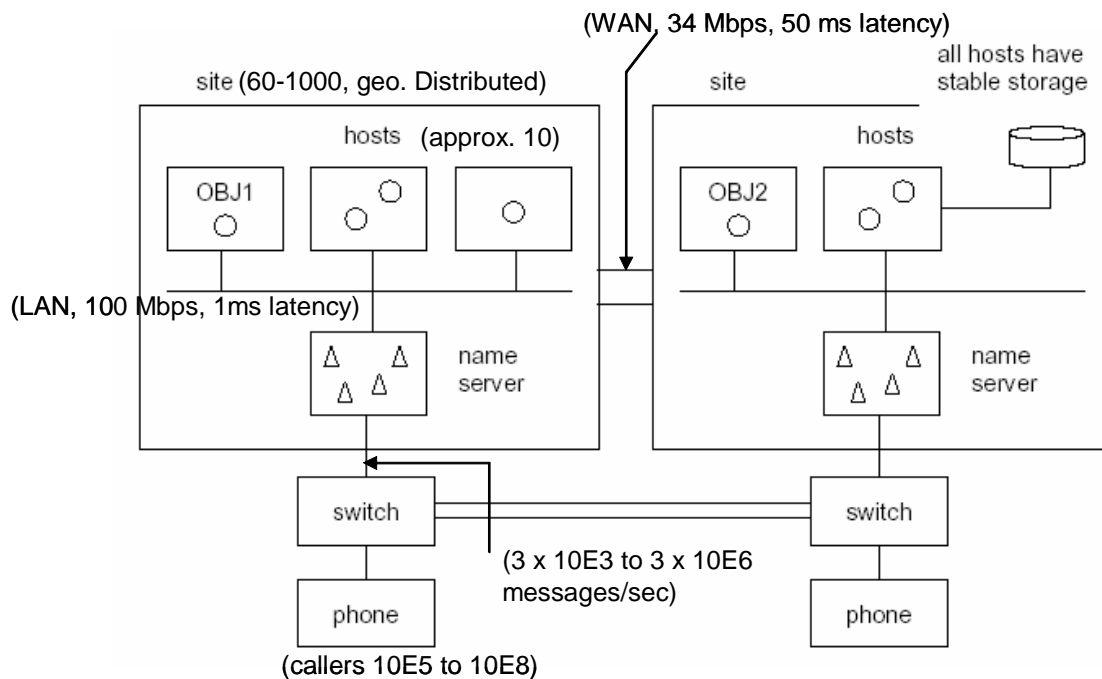 (WAN, 34 Mbps, 50 ms latency)
all hosts have
stable storage
site (60-1000, geo. Distributed)
site
hosts (approx. 10)
hosts
OBJ1
OBJ2
(LAN, 100 Mbps, 1ms latency)
name
server
name
server
switch
switch
(3 x 10E3 to 3 x 10E6
messages/sec)
phone
phone
(callers 10E5 to 10E8)